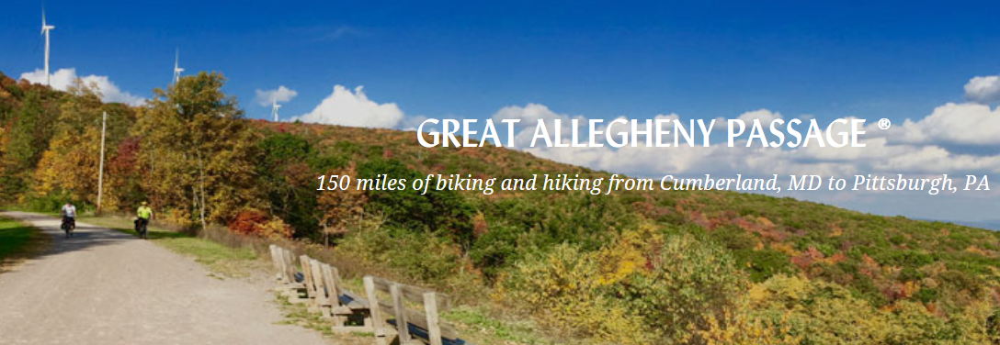 GREAT ALLEGHENY PASSAGE ®
150 miles of biking and hiking from Cumberland, MD to Pittsburgh, PA